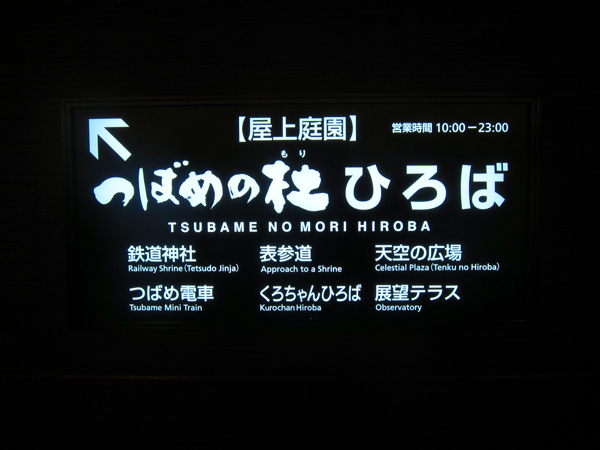 【屋上庭園】
営業時間 10:00－23:00
もり
つばめの杜ひろば
TSUBAME NO MORI HIROBA
鉄道神社 表参道 天空の広場
Railway Shrine (Tetsudo Jinja) Approach to a Shrine Celestial Plaza (Tenku no Hiroba)
つばめ電車 くろちゃんひろば 展望テラス
Tsubame Mini Train Kurochan Hiroba Observatory